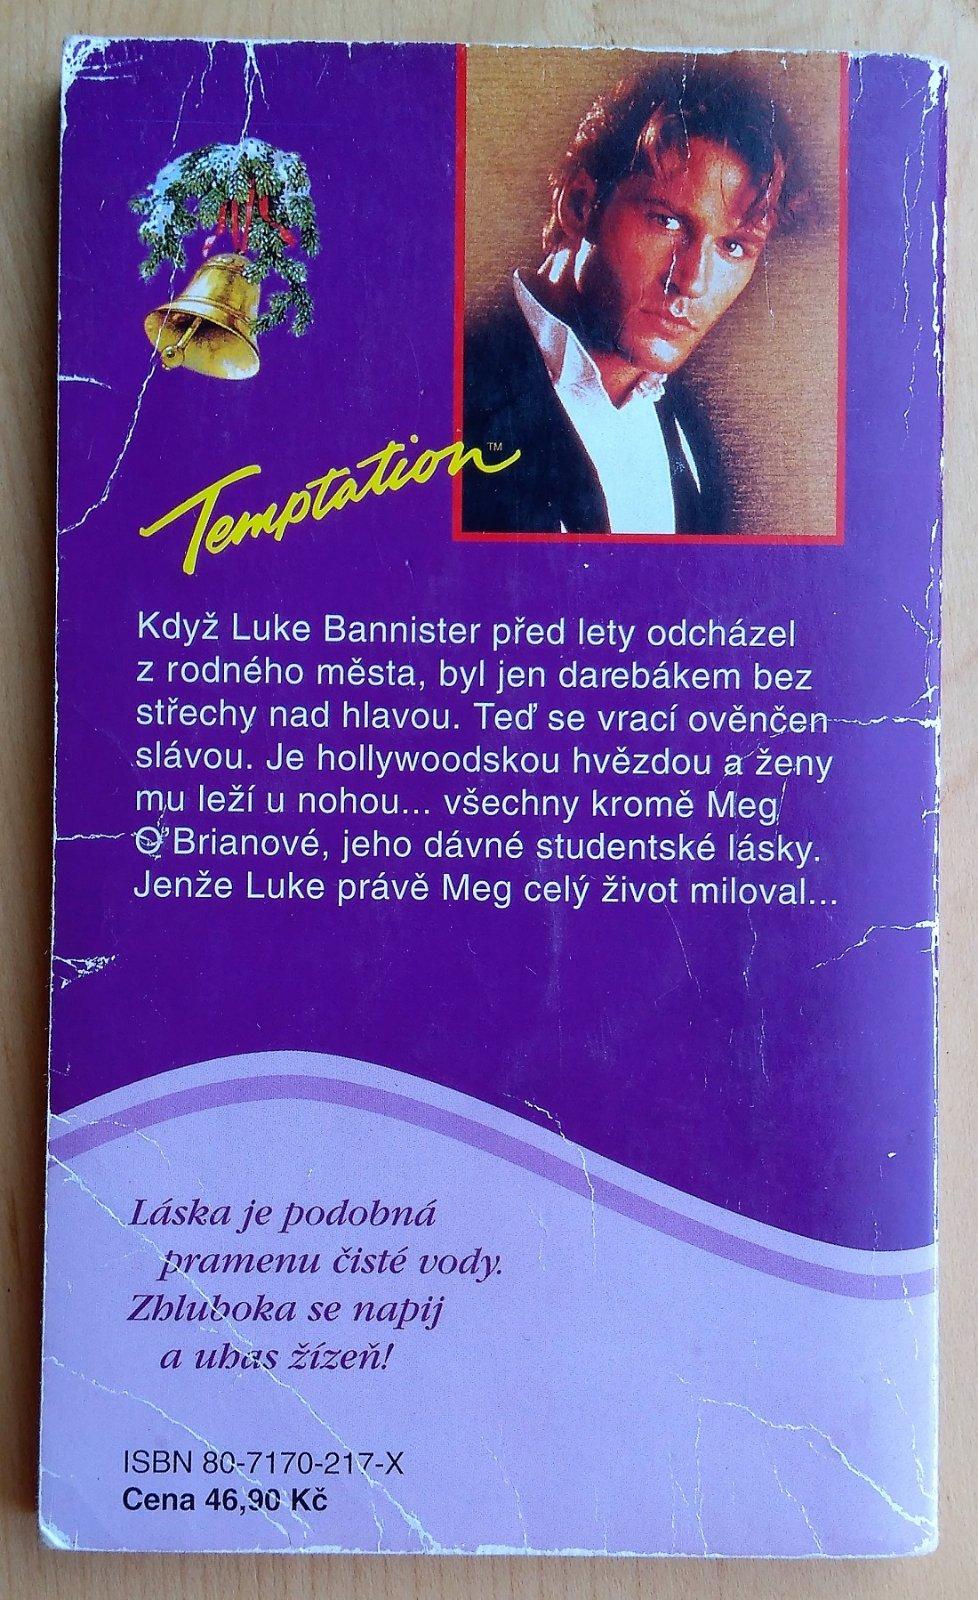 Temptation™
Když Luke Bannister před lety odcházel
z rodného města, byl jen darebákem bez
střechy nad hlavou. Teď se vrací ověnčen
slávou. Je hollywoodskou hvězdou a ženy
mu leží u nohou... všechny kromě Meg
O'Brianové, jeho dávné studentské lásky.
Jenže Luke právě Meg celý život miloval...
Láska je podobná
pramenu čisté vody.
Zhluboka se napij
a uhas žízeň!
ISBN 80-7170-217-X
Cena 46,90 Kč